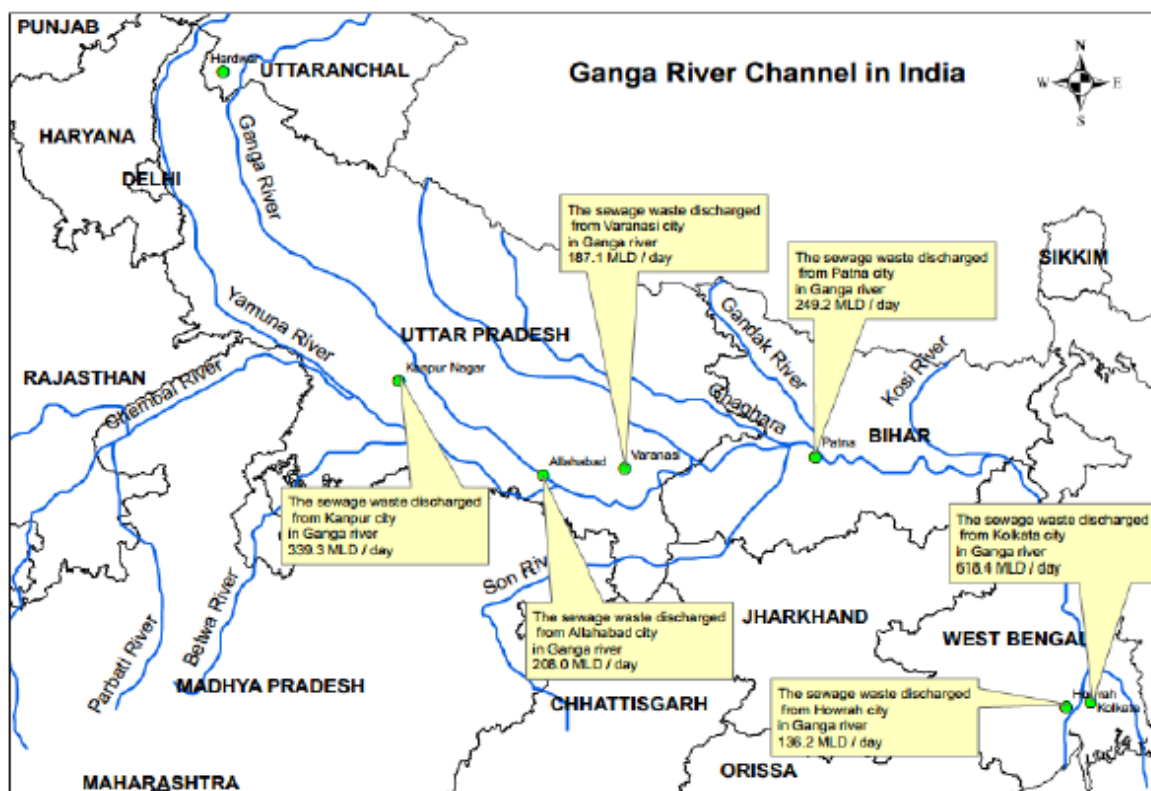 PUNJAB
Hardwar
UTTARANCHAL
Ganga River Channel in India
N
W
E
S
HARYANA
DELHI
Ganga River
The sewage waste discharged
from Varanasi city
in Ganga river
187.1 MLD / day
The sewage waste discharged
from Patna city
in Ganga river
249.2 MLD / day
SIKKIM
Yamuna River
UTTAR PRADESH
Gandak River
Kosi River
RAJASTHAN
Chembal River
Kanpur Nagar
Ghaghara
BIHAR
Patna
Varanasi
Allahabad
The sewage waste discharged
from Kanpur city
in Ganga river
339.3 MLD / day
The sewage waste discharged
from Kolkata city
in Ganga river
618.4 MLD / day
Son Riv
The sewage waste discharged
from Allahabad city
in Ganga river
208.0 MLD / day
JHARKHAND
WEST BENGAL
Parbati River
Betwa River
MADHYA PRADESH
CHHATTISGARH
The sewage waste discharged
from Howrah city
in Ganga river
136.2 MLD / day
Howrah
Kolkata
MAHARASHTRA
ORISSA